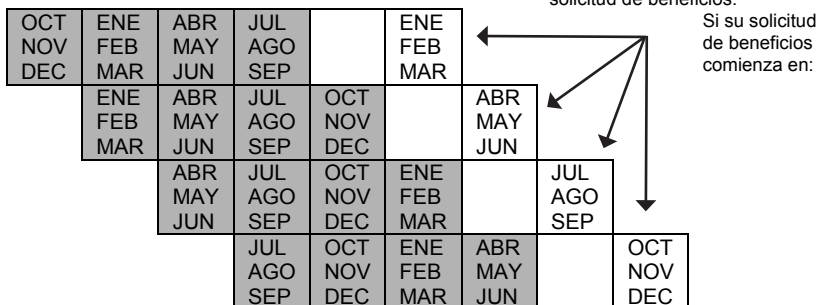 solicitud de beneficios.
Si su solicitud
de beneficios
comienza en:
OCT ENE ABR JUL ENE
NOV FEB MAY AGO FEB
DEC MAR JUN SEP MAR
ENE ABR JUL OCT ABR
FEB MAY AGO NOV MAY
MAR JUN SEP DEC JUN
ABR JUL OCT ENE JUL
MAY AGO NOV FEB AGO
JUN SEP DEC MAR SEP
JUL OCT ENE ABR OCT
AGO NOV FEB MAY NOV
SEP DEC MAR JUN DEC